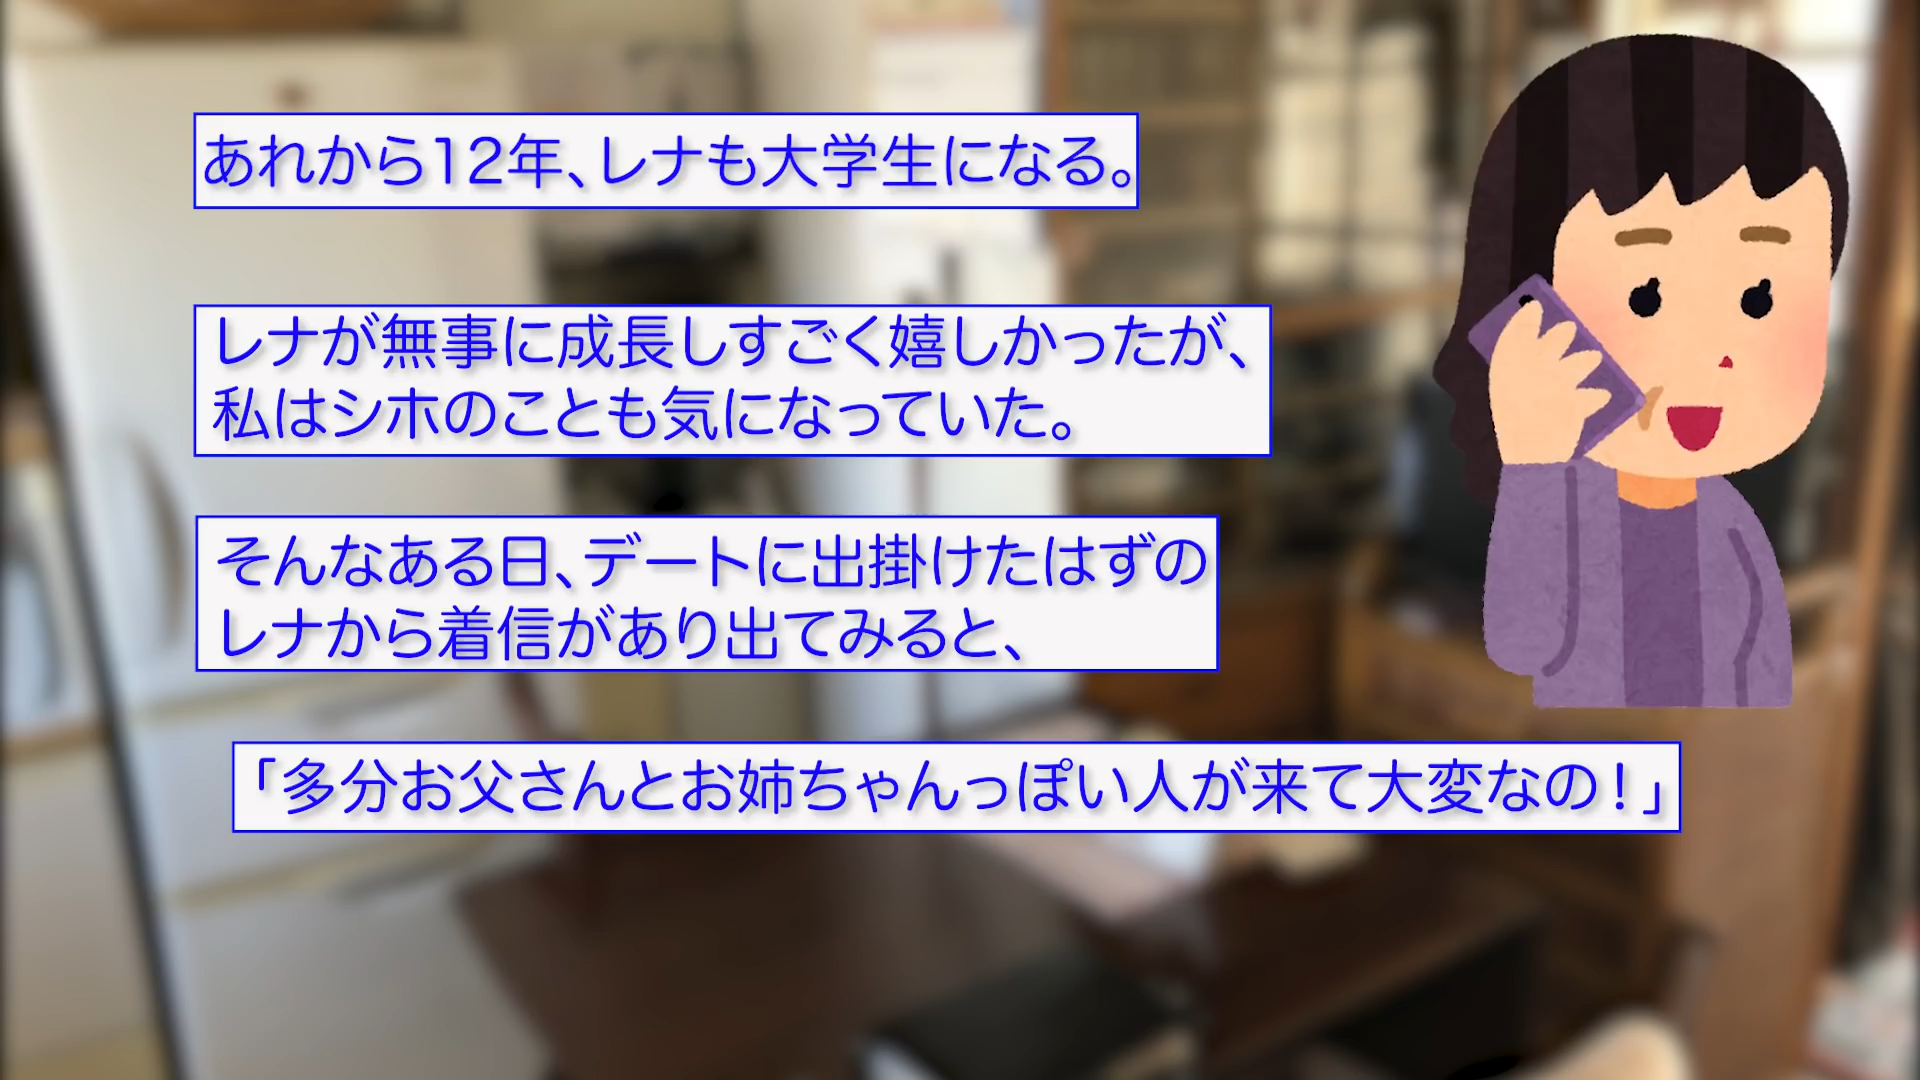 あれから12年、レナも大学生になる。
レナが無事に成長しすごく嬉しかったが、
私はシホのことも気になっていた。
そんなある日、デートに出掛けたはずの
レナから着信があり出てみると、
「多分お父さんとお姉ちゃんっぽい人が来て大変なの！」